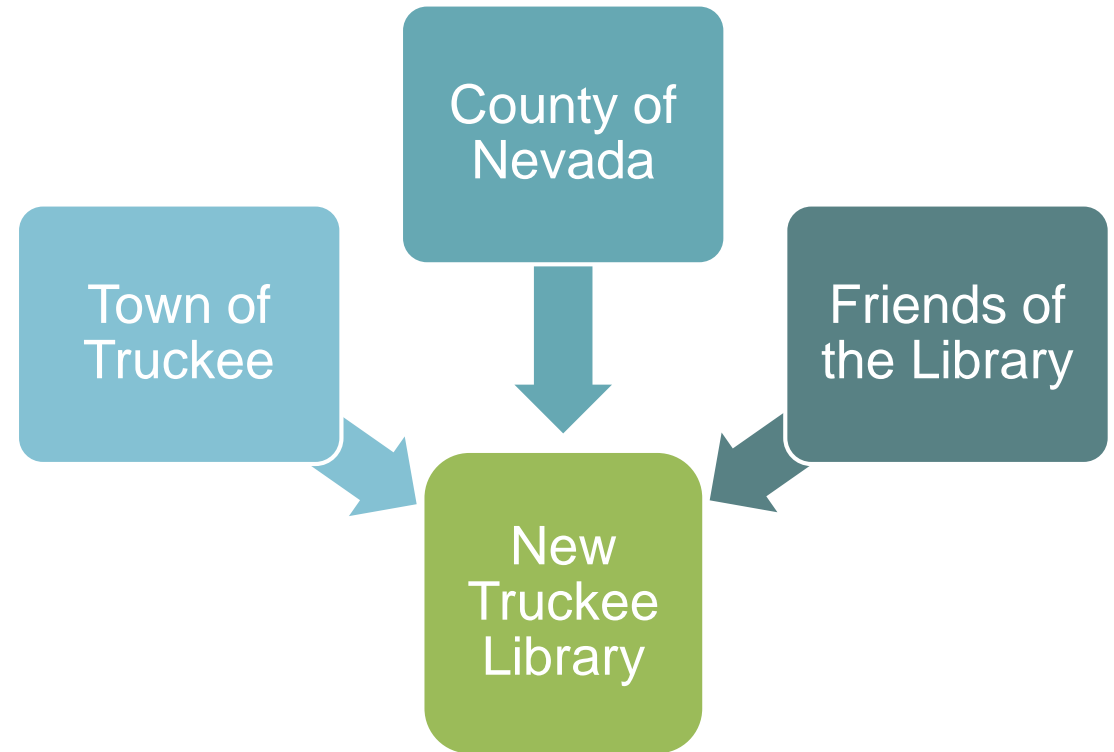 County of
Nevada
Town of
Truckee
Friends of
the Library
New
Truckee
Library